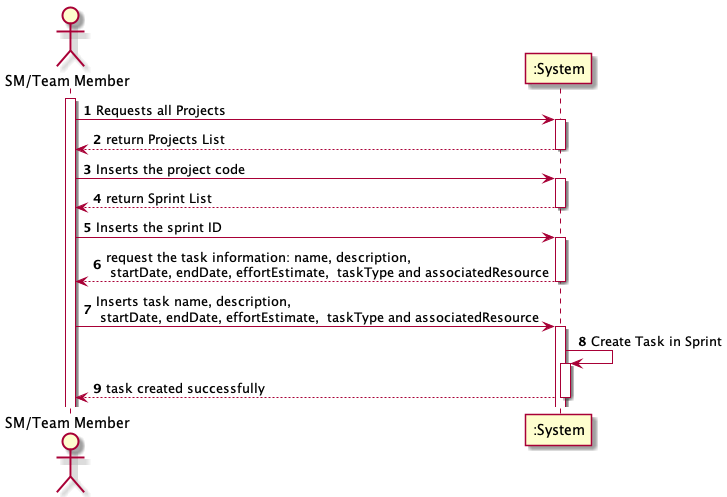 SM/Team Member
:System
1 Requests all Projects
2 return Projects List
3 Inserts the project code
4 return Sprint List
5 Inserts the sprint ID
6 request the task information: name, description,
startDate, endDate, effortEstimate,  taskType and associatedResource
7 Inserts task name, description,
startDate, endDate, effortEstimate,  taskType and associatedResource
8 Create Task in Sprint
9 task created successfully
SM/Team Member
:System